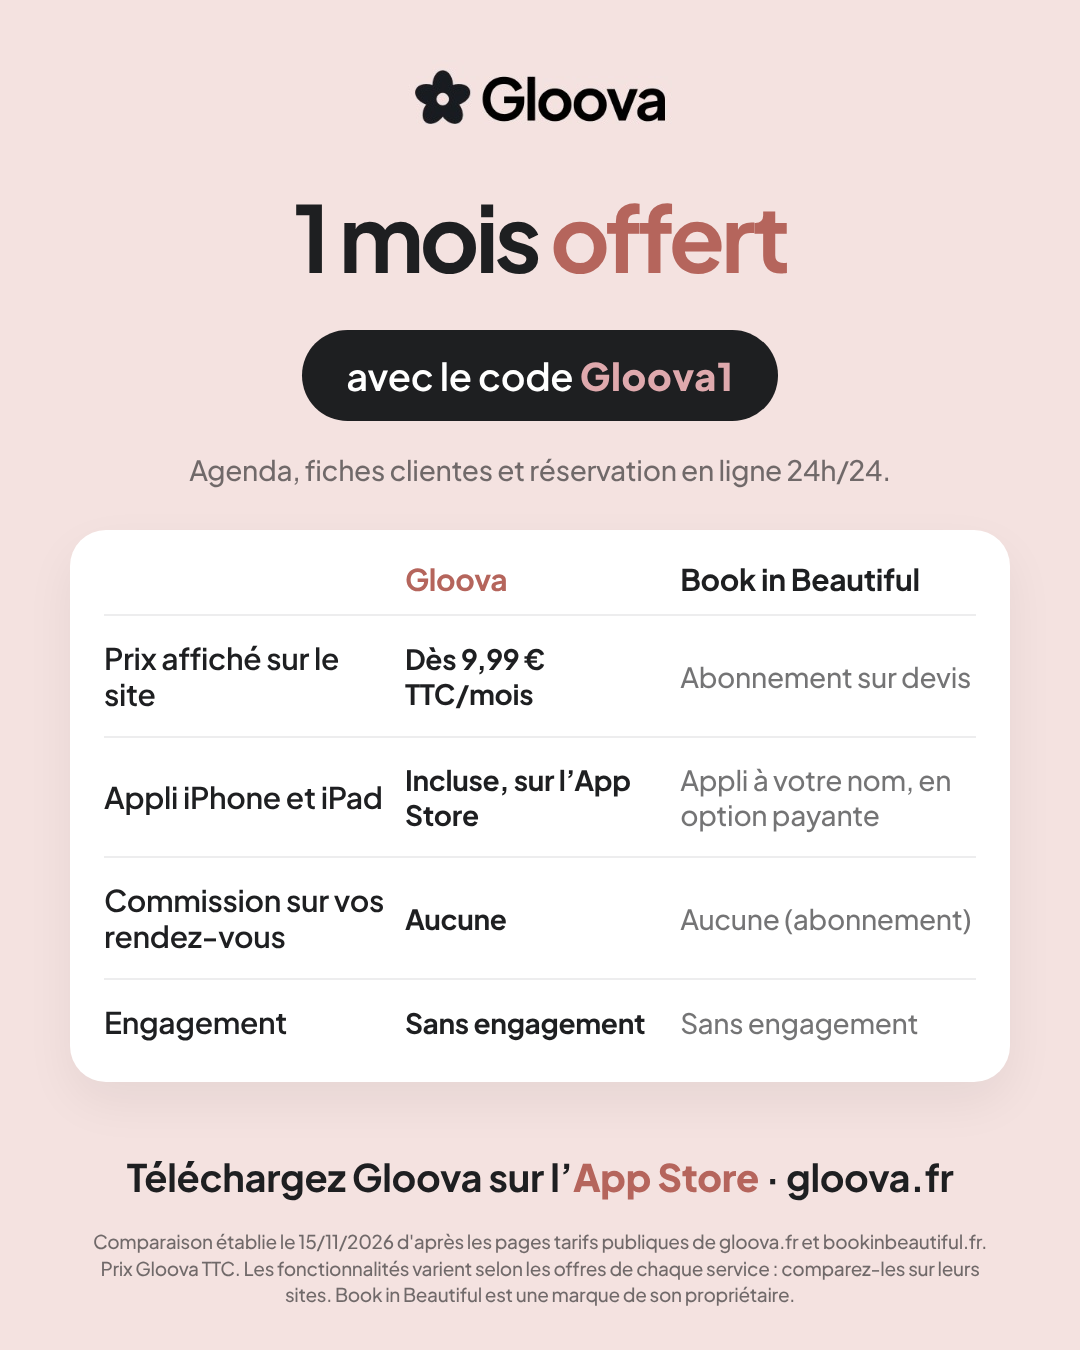 Gloova
1 mois offert
avec le code Gloova1
Agenda, fiches clientes et réservation en ligne 24h/24.
Gloova
Book in Beautiful
Prix affiché sur le
site
Dès 9,99 €
TTC/mois
Abonnement sur devis
Appli iPhone et iPad
Incluse, sur l’App
Store
Appli à votre nom, en
option payante
Commission sur vos
rendez-vous
Aucune
Aucune (abonnement)
Engagement
Sans engagement
Sans engagement
Téléchargez Gloova sur l’App Store · gloova.fr
Comparaison établie le 15/11/2026 d'après les pages tarifs publiques de gloova.fr et bookinbeautiful.fr.
Prix Gloova TTC. Les fonctionnalités varient selon les offres de chaque service : comparez-les sur leurs
sites. Book in Beautiful est une marque de son propriétaire.